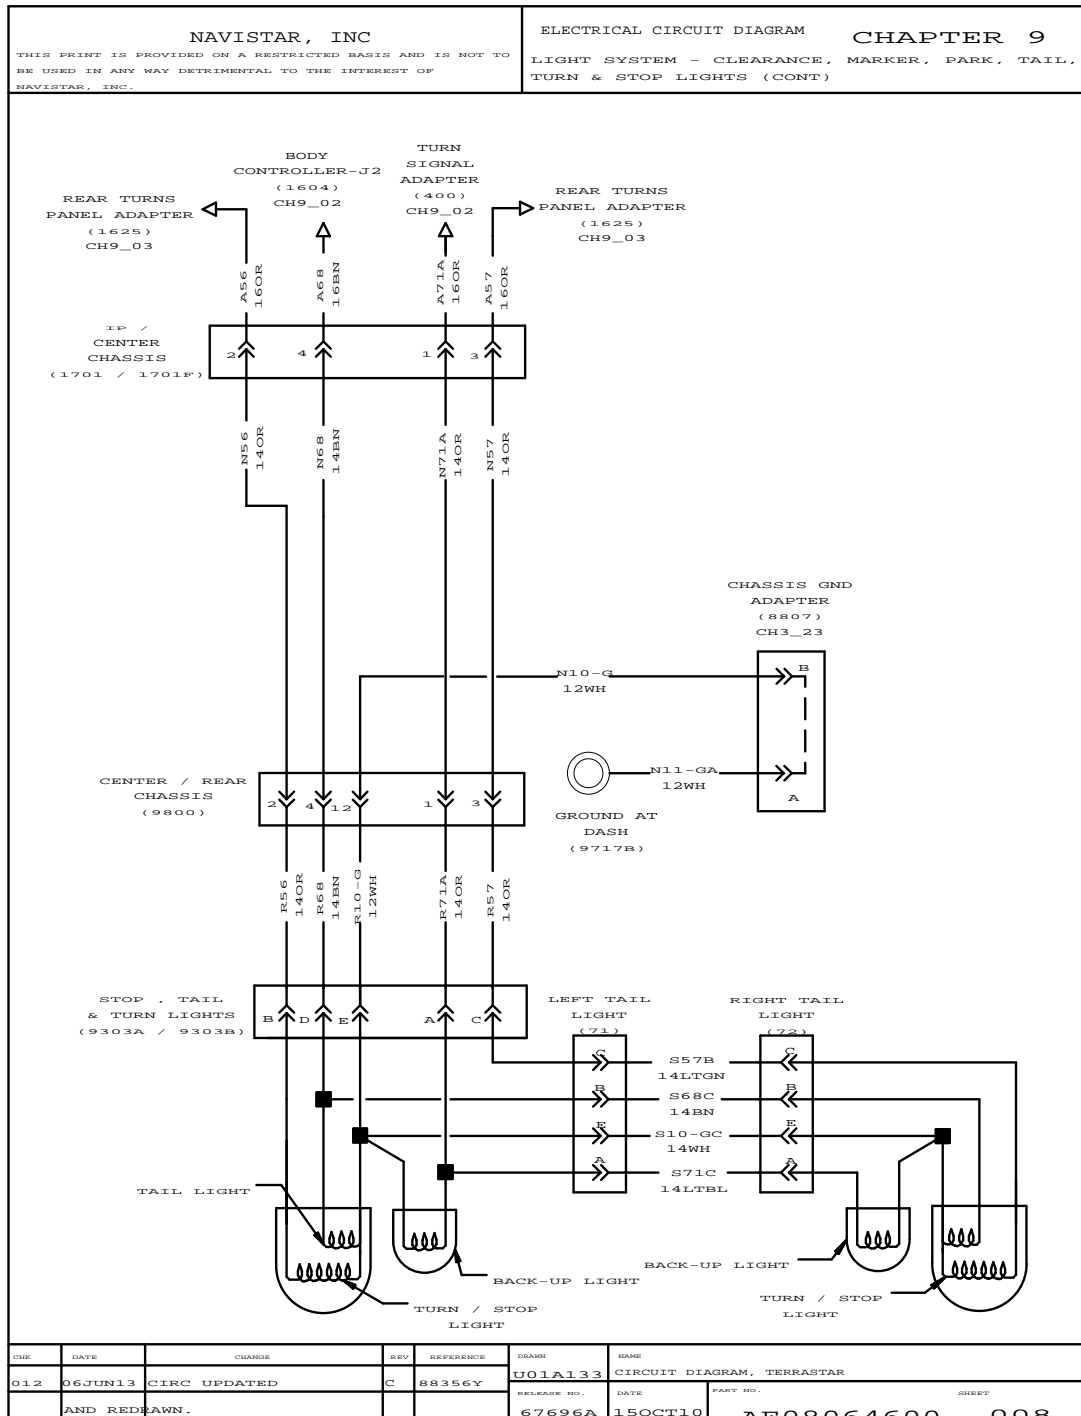 NAVISTAR, INC
THIS PRINT IS PROVIDED ON A RESTRICTED BASIS AND IS NOT TO
BE USED IN ANY WAY DETRIMENTAL TO THE INTEREST OF
NAVISTAR, INC.
ELECTRICAL CIRCUIT DIAGRAM
CHAPTER 9
LIGHT SYSTEM - CLEARANCE, MARKER, PARK, TAIL,
TURN & STOP LIGHTS (CONT)
REAR TURNS
PANEL ADAPTER
(1625)
CH9_03
BODY
CONTROLLER-J2
(1604)
CH9_02
TURN
SIGNAL
ADAPTER
(400)
CH9_02
REAR TURNS
PANEL ADAPTER
(1625)
CH9_03
A56
16OR
A68
16BN
A71A
16OR
A57
16OR
IP /
CENTER
CHASSIS
(1701 / 1701F)
2
4
1
3
N56
14OR
N68
14BN
N71A
14OR
N57
14OR
CHASSIS GND
ADAPTER
(8807)
CH3_23
B
N10-G
12WH
N11-GA
12WH
A
GROUND AT
DASH
(9717B)
CENTER / REAR
CHASSIS
(9800)
2
4
12
1
3
R56
14OR
R68
14BN
R10-G
12WH
R71A
14OR
R57
14OR
STOP , TAIL
& TURN LIGHTS
(9303A / 9303B)
B
D
E
A
C
LEFT TAIL
LIGHT
(71)
RIGHT TAIL
LIGHT
(72)
C
S57B
14LTGN
C
B
S68C
14BN
B
E
S10-GC
14WH
E
A
S71C
14LTBL
A
TAIL LIGHT
BACK-UP LIGHT
TURN / STOP
LIGHT
BACK-UP LIGHT
TURN / STOP
LIGHT
CHK
DATE
CHANGE
REV
REFERENCE
DRAWN
NAME
012
06JUN13
CIRC UPDATED
C
88356Y
U01A133
CIRCUIT DIAGRAM, TERRASTAR
AND REDRAWN.
RELEASE NO.
DATE
PART NO.
SHEET
67696A
15OCT10
AE08064600
008